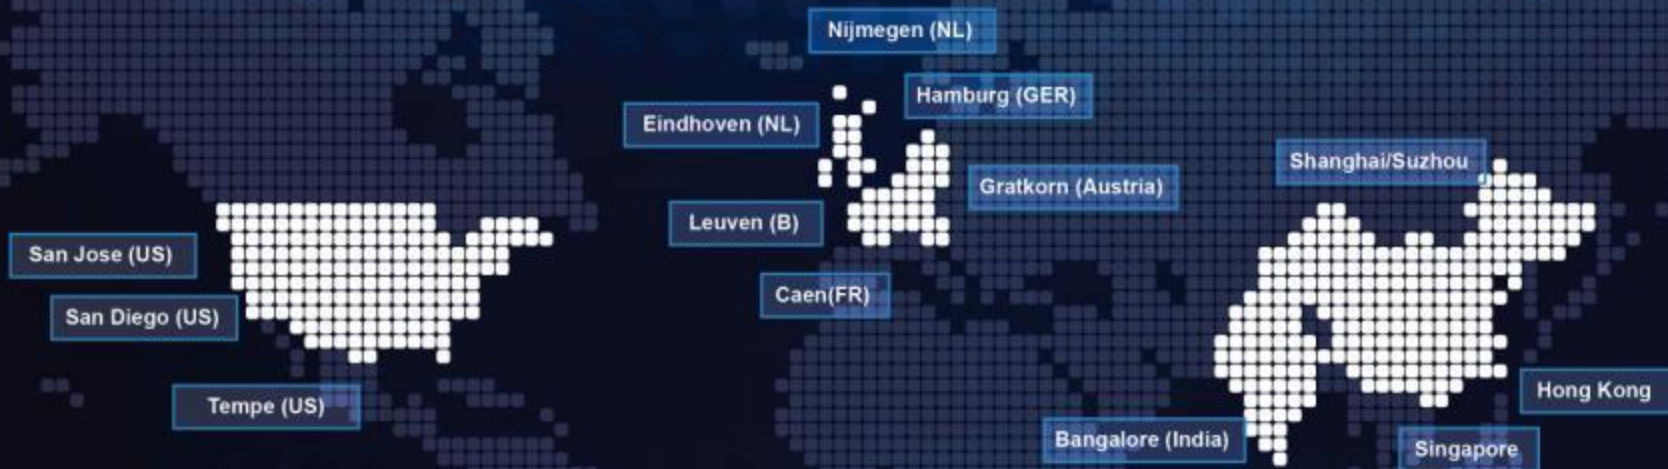 Nijmegen (NL)
Hamburg (GER)
Eindhoven (NL)
Shanghai/Suzhou
Gratkorn (Austria)
Leuven (B)
San Jose (US)
Caen(FR)
San Diego (US)
Hong Kong
Tempe (US)
Bangalore (India)
Singapore